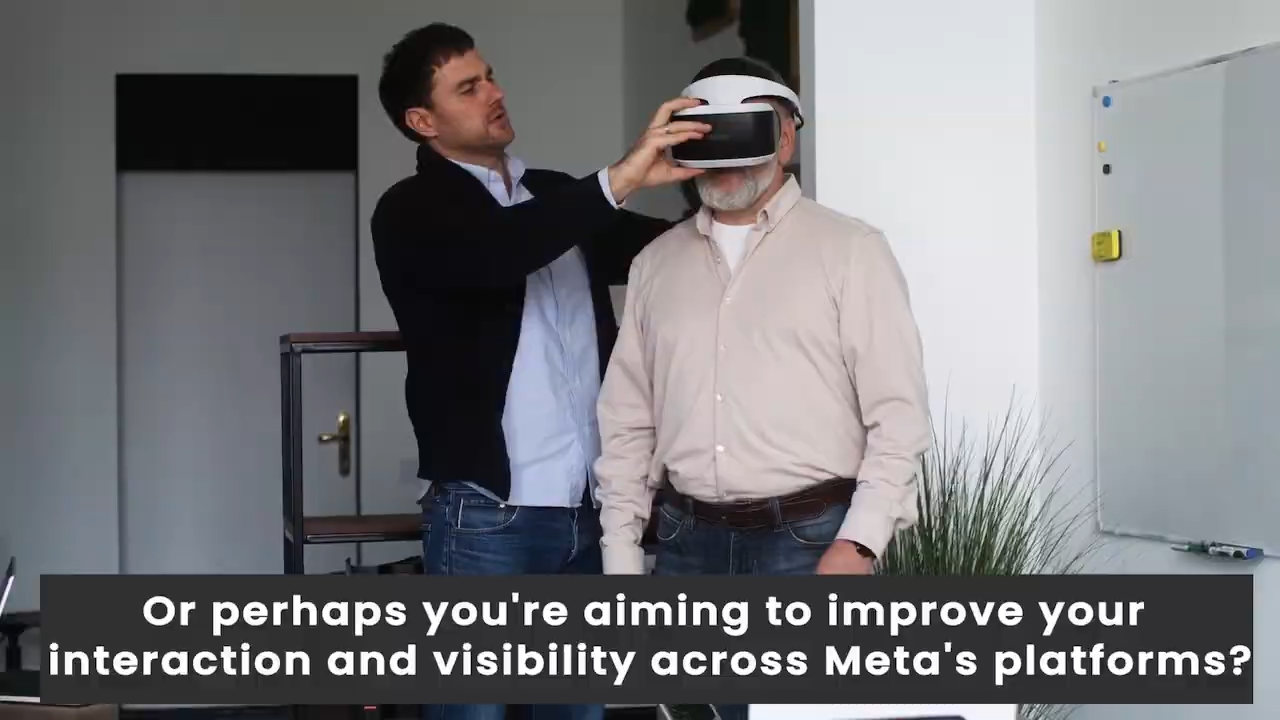 Or perhaps you're aiming to improve your
interaction and visibility across Meta's platforms?